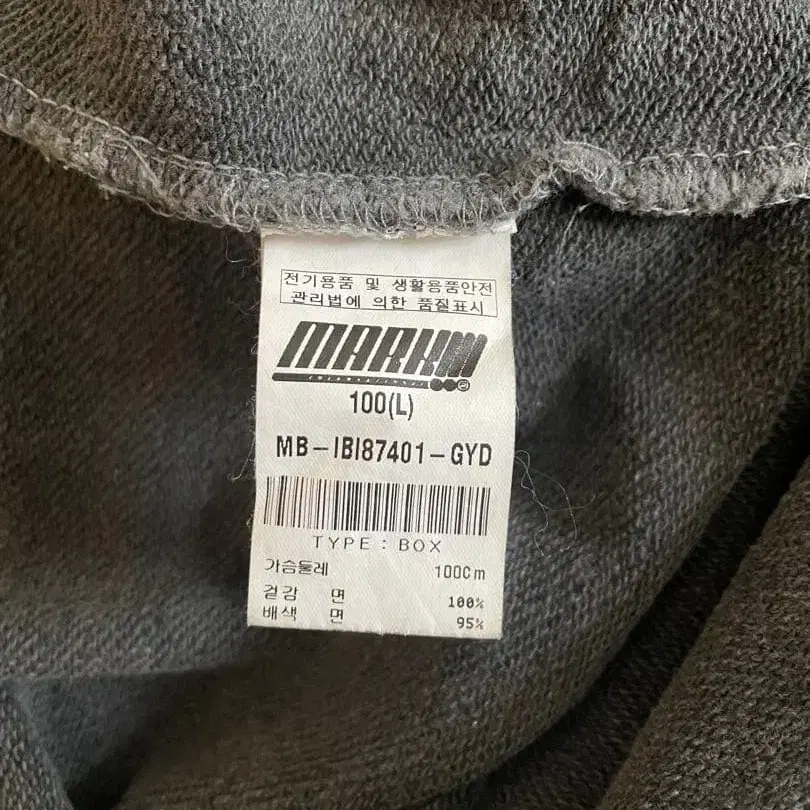 전기용품 및 생활용품안전
관리법에 의한 품질표시
MARKM
INTERNATIONAL
100(L)
MB-IBI87401-GYD
TYPE : BOX
가슴둘레 100Cm
겉감 면 100%
배색 면 95%